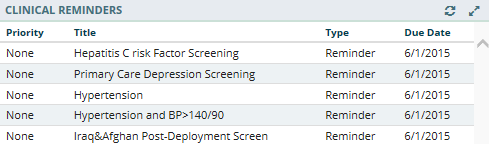 CLINICAL REMINDERS
Priority Title Type Due Date
None Hepatitis C risk Factor Screening Reminder 6/1/2015
None Primary Care Depression Screening Reminder 6/1/2015
None Hypertension Reminder 6/1/2015
None Hypertension and BP>140/90 Reminder 6/1/2015
None Iraq&Afghan Post-Deployment Screen Reminder 6/1/2015